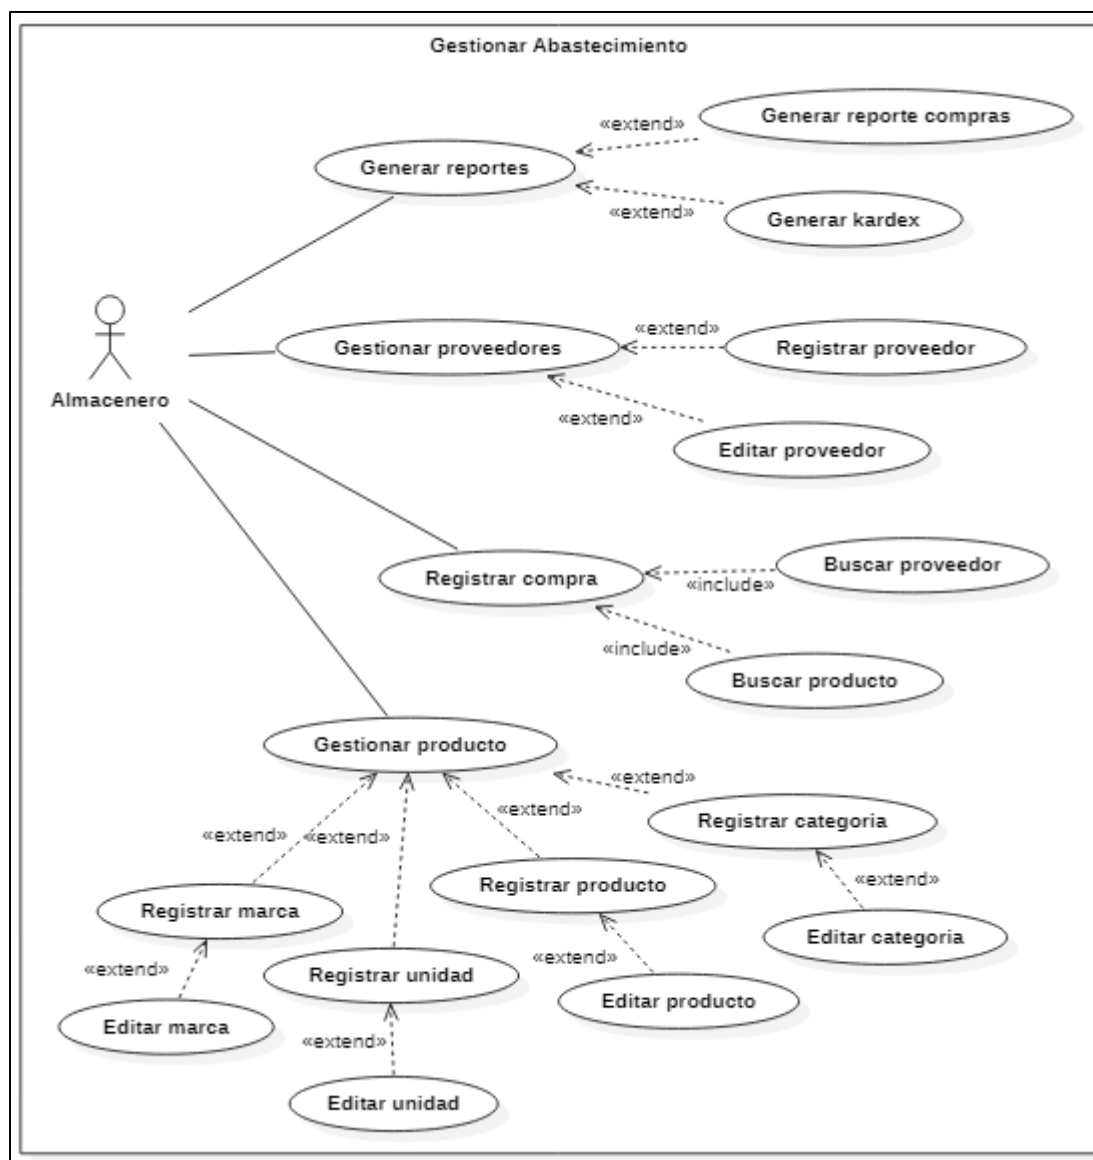 Gestionar Abastecimiento
«extend»
Generar reporte compras
Generar reportes
«extend»
Generar kardex
Almacenero
Gestionar proveedores
«extend»
Registrar proveedor
«extend»
Editar proveedor
Registrar compra
«include»
Buscar proveedor
«include»
Buscar producto
Gestionar producto
«extend»
Registrar categoria
«extend»
«extend»
«extend»
Registrar marca
Registrar producto
«extend»
Editar categoria
«extend»
Registrar unidad
«extend»
Editar marca
Editar producto
«extend»
Editar unidad